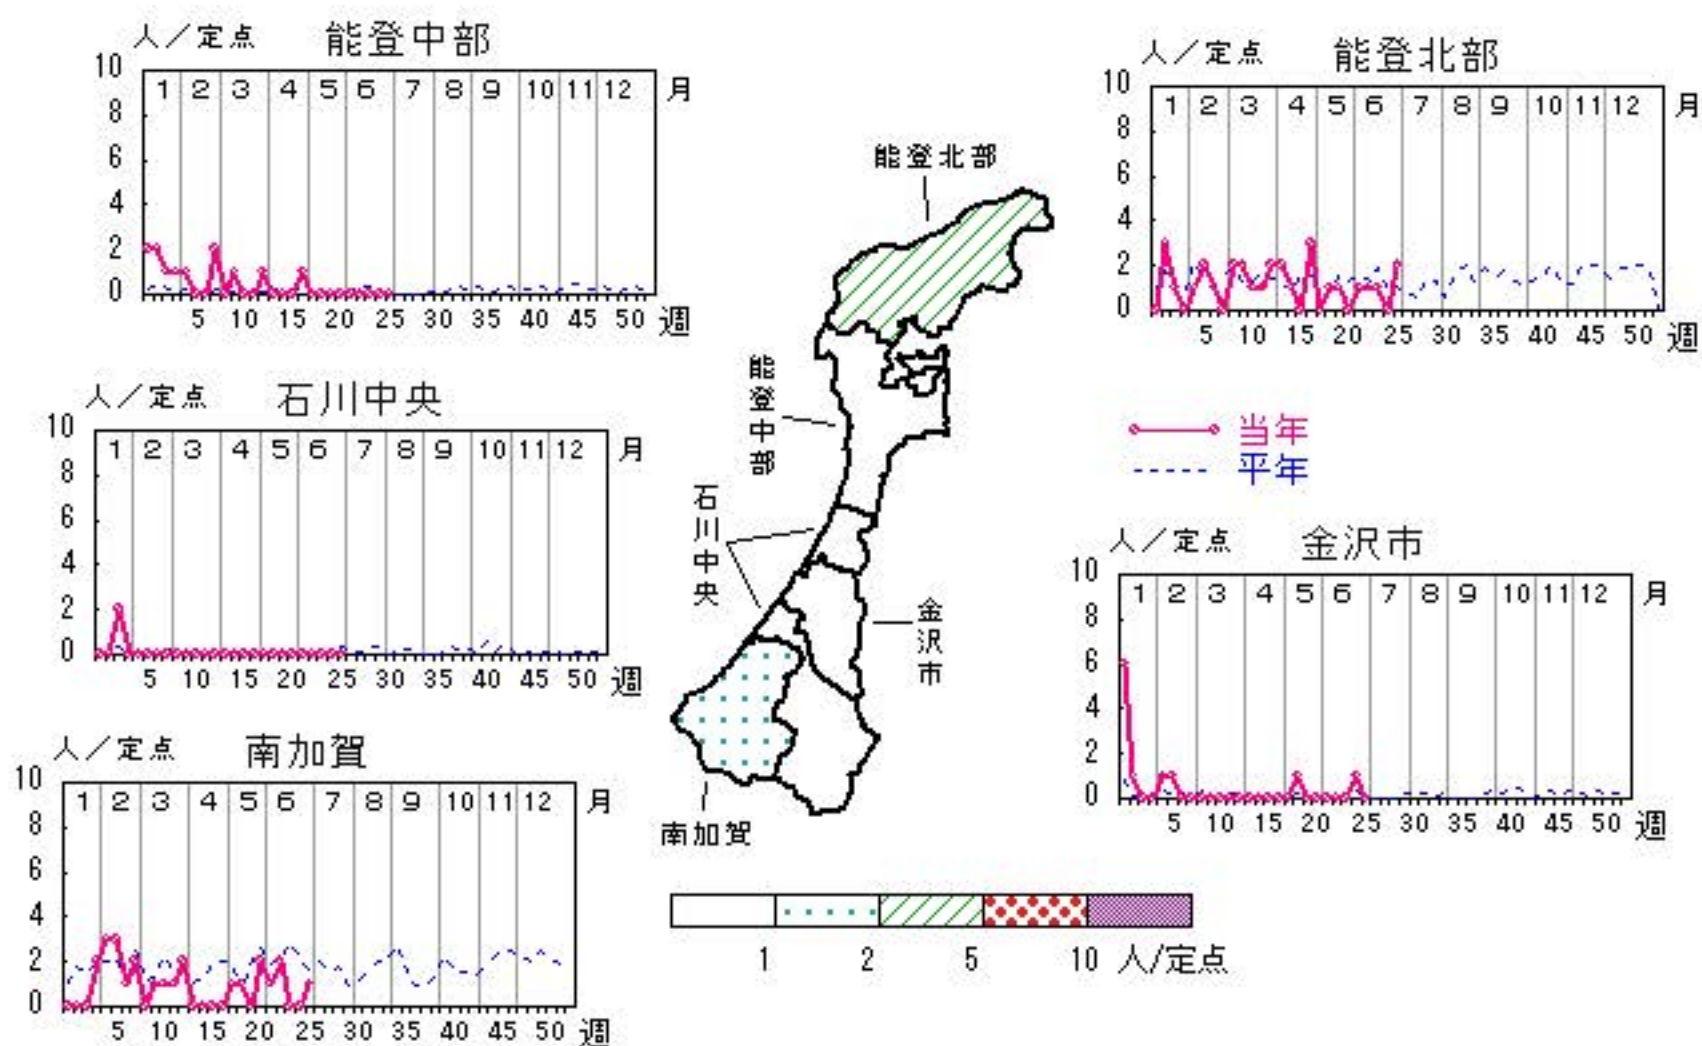 人／定点 能登中部
10 8 6 4 2 0
1 2 3 4 5 6 7 8 9 10 11 12 月
5 10 15 20 25 30 35 40 45 50 週
人／定点 能登北部
10 8 6 4 2 0
1 2 3 4 5 6 7 8 9 10 11 12 月
5 10 15 20 25 30 35 40 45 50 週
能登北部
能登中部
石川中央
金沢市
南加賀
人／定点 石川中央
10 8 6 4 2 0
1 2 3 4 5 6 7 8 9 10 11 12 月
5 10 15 20 25 30 35 40 45 50 週
当年
平年
人／定点 金沢市
10 8 6 4 2 0
1 2 3 4 5 6 7 8 9 10 11 12 月
5 10 15 20 25 30 35 40 45 50 週
人／定点 南加賀
10 8 6 4 2 0
1 2 3 4 5 6 7 8 9 10 11 12 月
5 10 15 20 25 30 35 40 45 50 週
1 2 5 10 人/定点